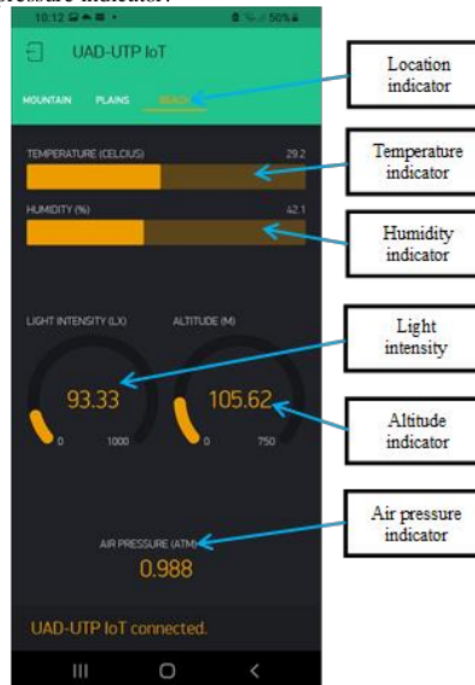 pressure indicator.
10:12
50%
UAD-UTP IoT
MOUNTAIN PLAINS BEACH
Location
indicator
TEMPERATURE (CELCIUS) 29.2
Temperature
indicator
HUMIDITY (%) 42.1
Humidity
indicator
LIGHT INTENSITY (LX) ALTITUDE (M)
Light
intensity
93.33 105.62
0 1000 0 750
Altitude
indicator
Air pressure
indicator
AIR PRESSURE (ATM)
0.988
UAD-UTP IoT connected.